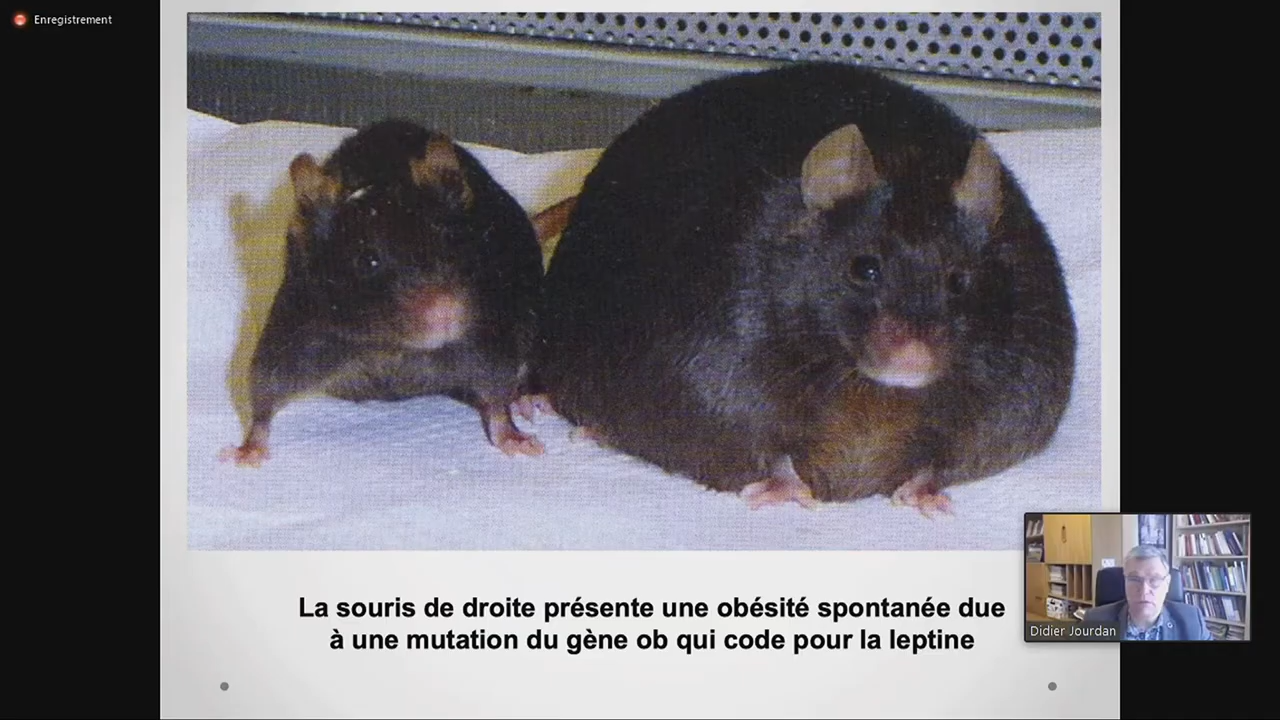 Enregistrement
La souris de droite présente une obésité spontanée due
à une mutation du gène ob qui code pour la leptine
Didier Jourdan